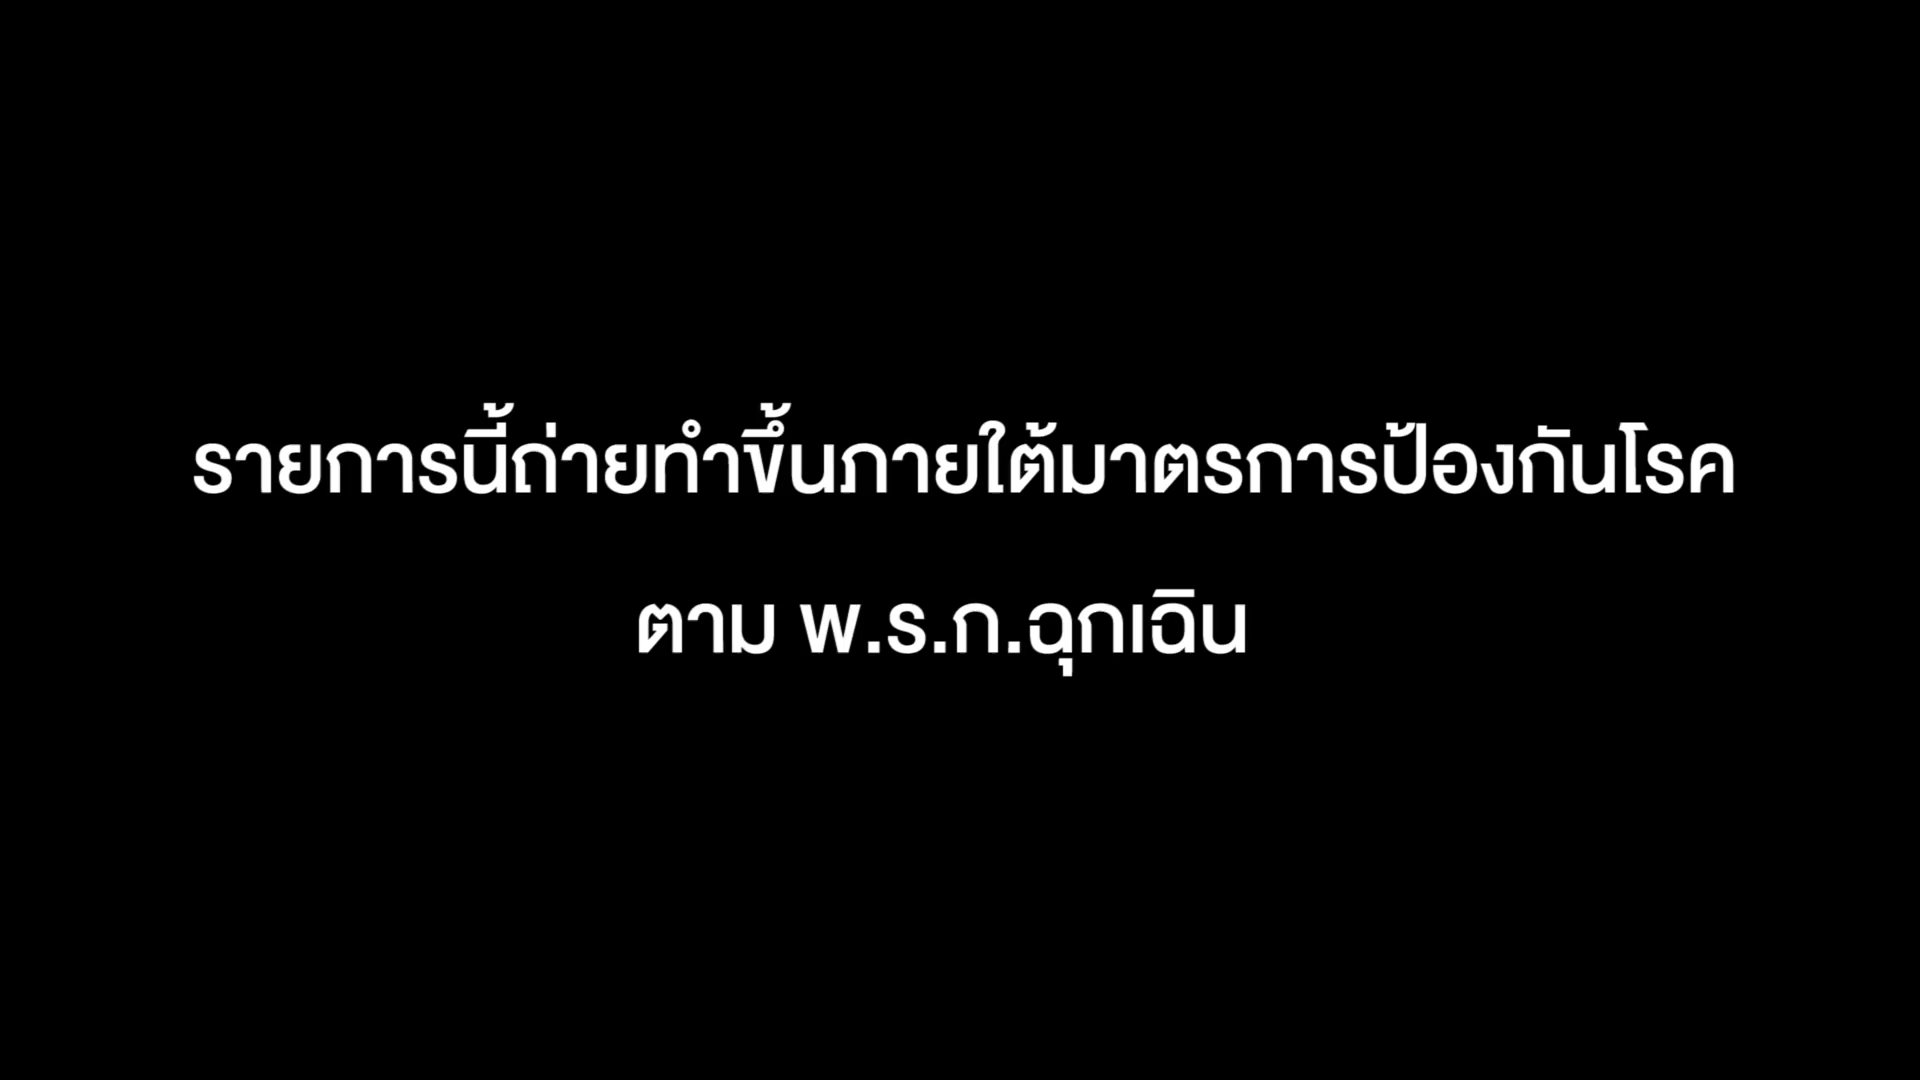 รายการนี้ถ่ายทำขึ้นภายใต้มาตรการป้องกันโรค
ตาม พ.ร.ก.ฉุกเฉิน